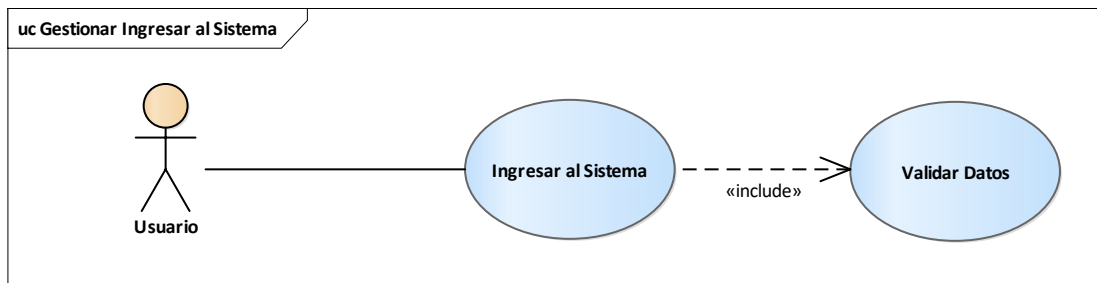 uc Gestionar Ingresar al Sistema
Usuario
Ingresar al Sistema
«include»
Validar Datos